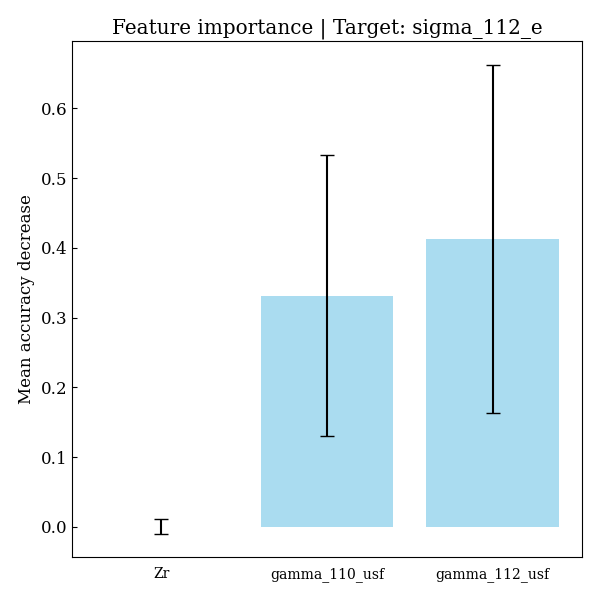 Feature importance | Target: sigma_112_e
Mean accuracy decrease
0.6
0.5
0.4
0.3
0.2
0.1
0.0
Zr
gamma_110_usf
gamma_112_usf